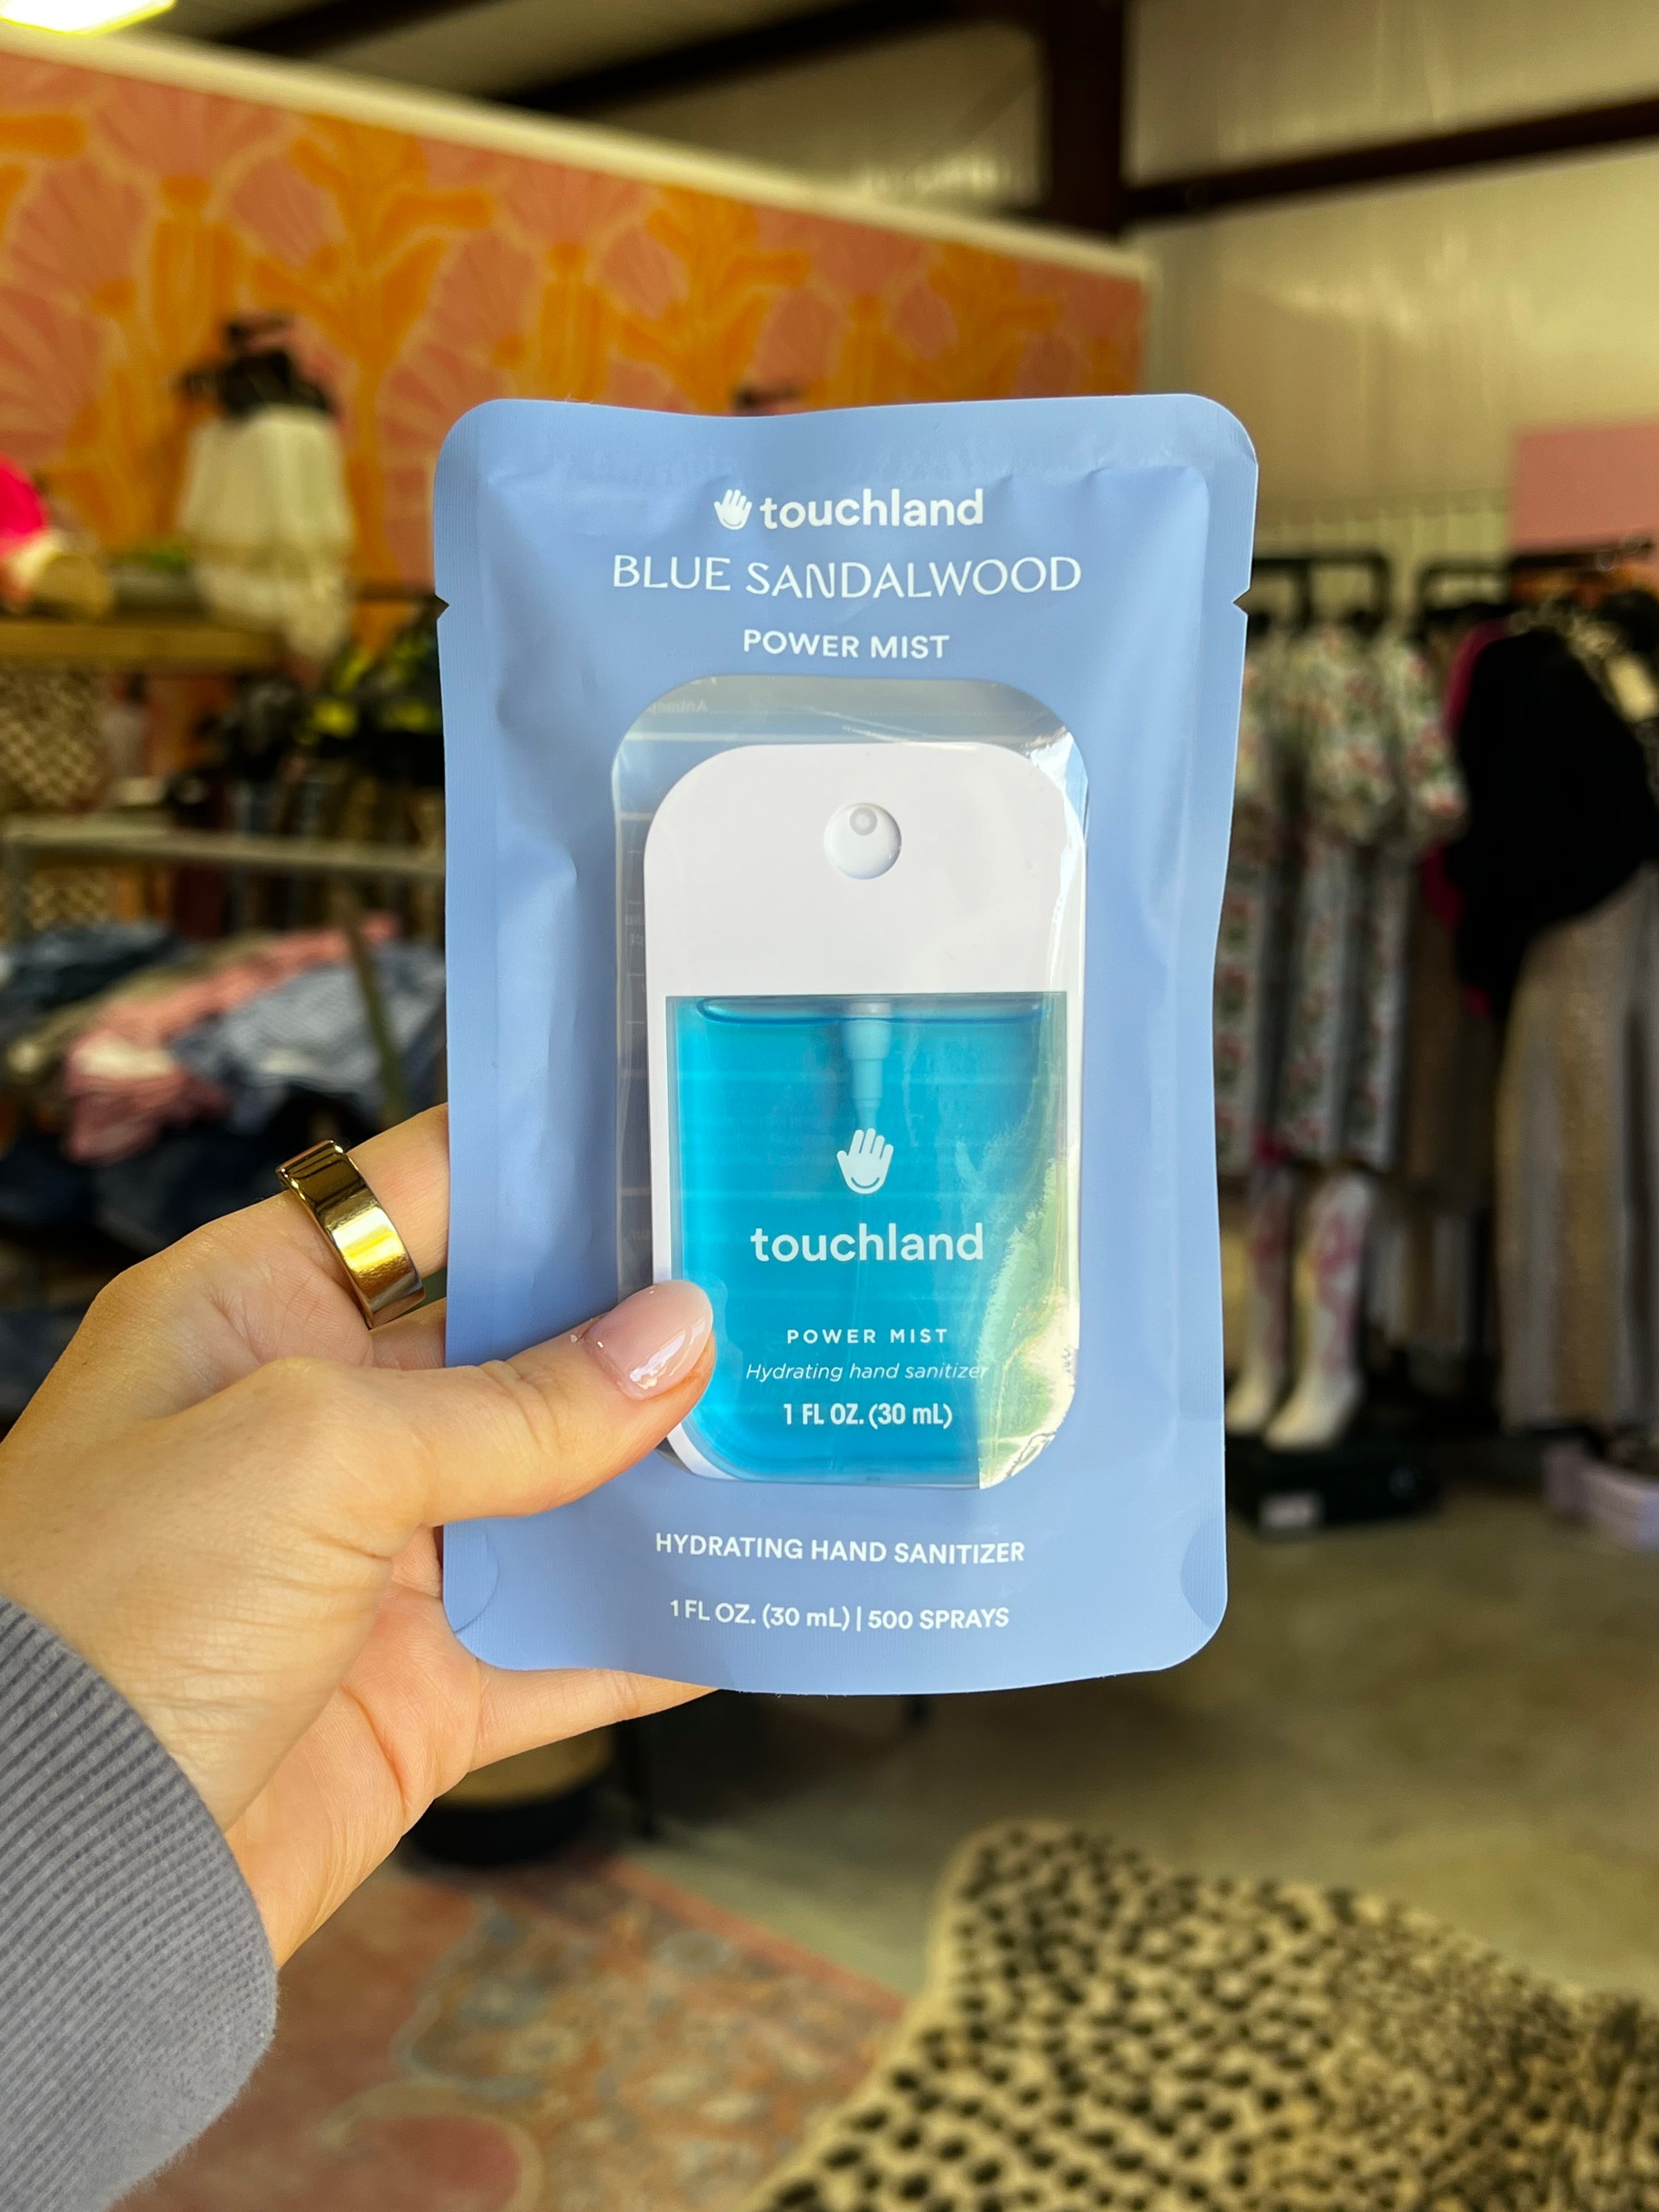 touchland
BLUE SANDALWOOD
POWER MIST
touchland
POWER MIST
Hydrating hand sanitizer
1 FL OZ. (30 mL)
HYDRATING HAND SANITIZER
1 FL OZ. (30 mL) | 500 SPRAYS